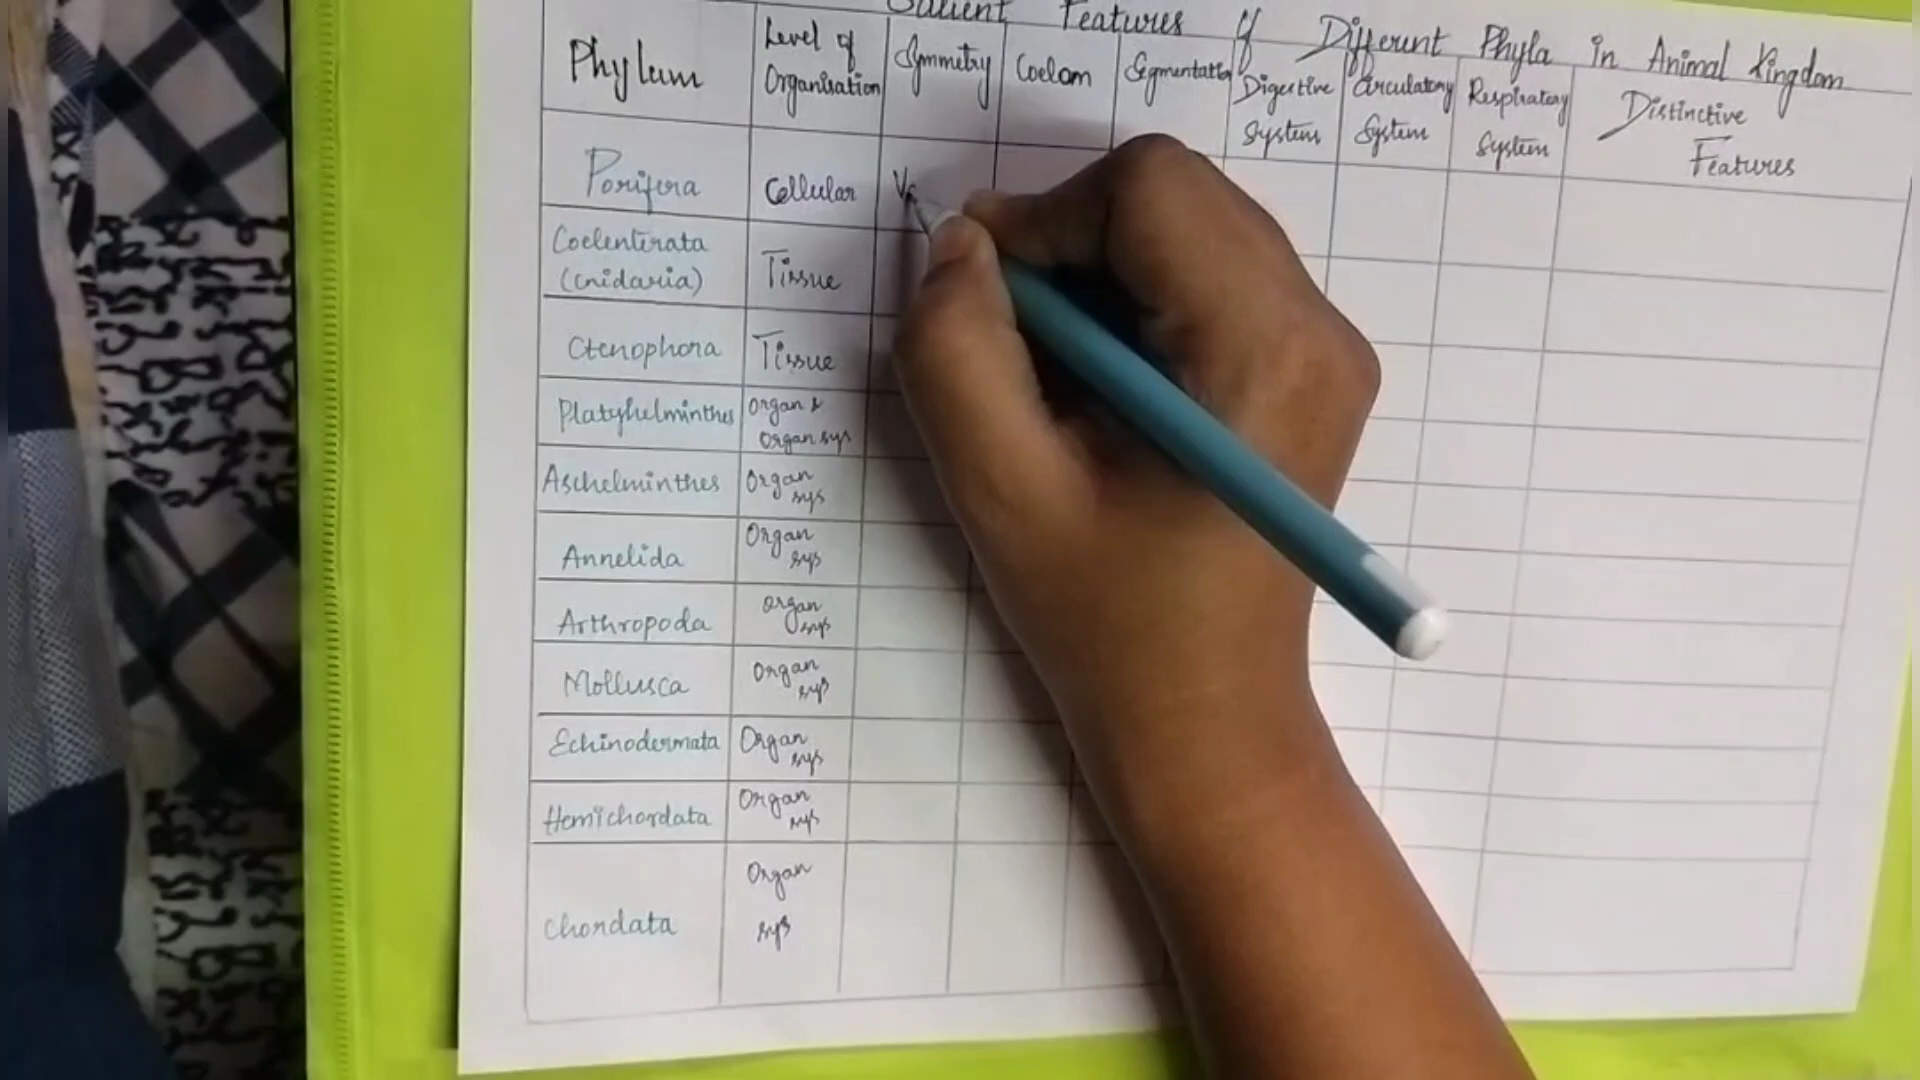 Salient Features of Different Phyla in Animal Kingdom
Phylum
Level of
Organisation
Symmetry
Coelom
Segmentation
Digestive
System
Circulatory
System
Respiratory
System
Distinctive
Features
Porifera
Cellular
Coelenterata
(Cnidaria)
Tissue
Ctenophora
Tissue
Platyhelminthes
Organ &
Organ sys
Aschelminthes
Organ
sys
Annelida
Organ
sys
Arthropoda
Organ
sys
Mollusca
Organ
sys
Echinodermata
Organ
sys
Hemichordata
Organ
sys
Chordata
Organ
sys